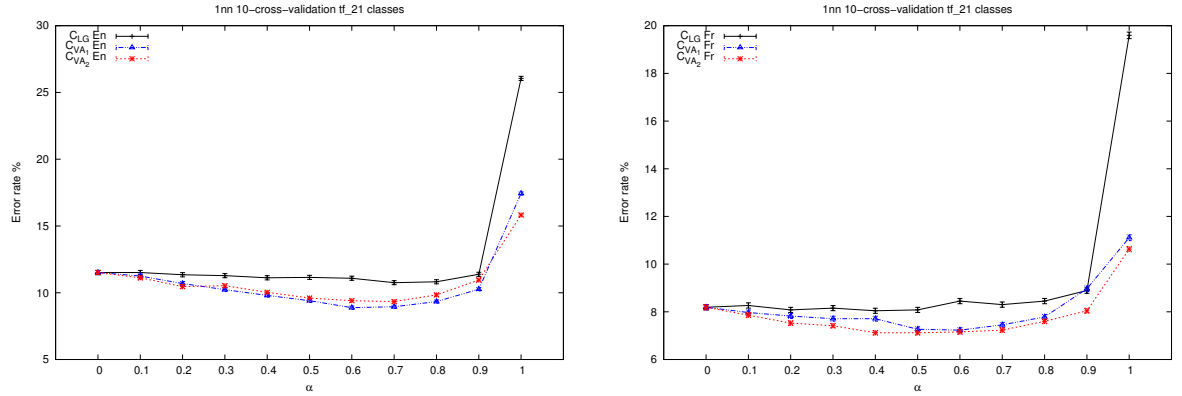 1nn 10-cross-validation tf_21 classes
30
25
20
15
10
5
Error rate %
C_LG En
C_VA_1 En
C_VA_2 En
0 0.1 0.2 0.3 0.4 0.5 0.6 0.7 0.8 0.9 1
α
1nn 10-cross-validation tf_21 classes
20
18
16
14
12
10
8
6
Error rate %
C_LG Fr
C_VA_1 Fr
C_VA_2 Fr
0 0.1 0.2 0.3 0.4 0.5 0.6 0.7 0.8 0.9 1
α